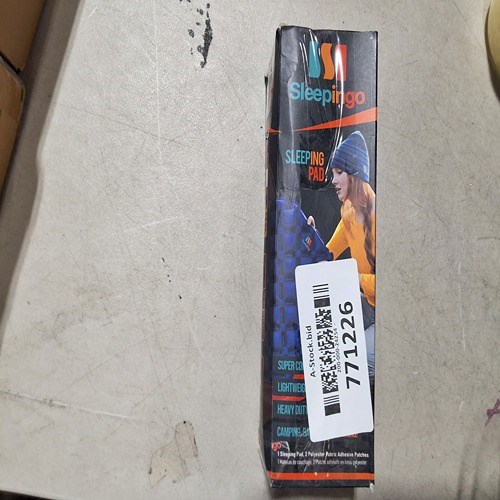 Sleepingo
SLEEPING
PAD
A-Stock.bid
771226
SUPER CO
LIGHTWEIG
HEAVY DUT
CAMPING, BA
1 Sleeping Pad, 2 Polyester Fabric Adhesive Patches